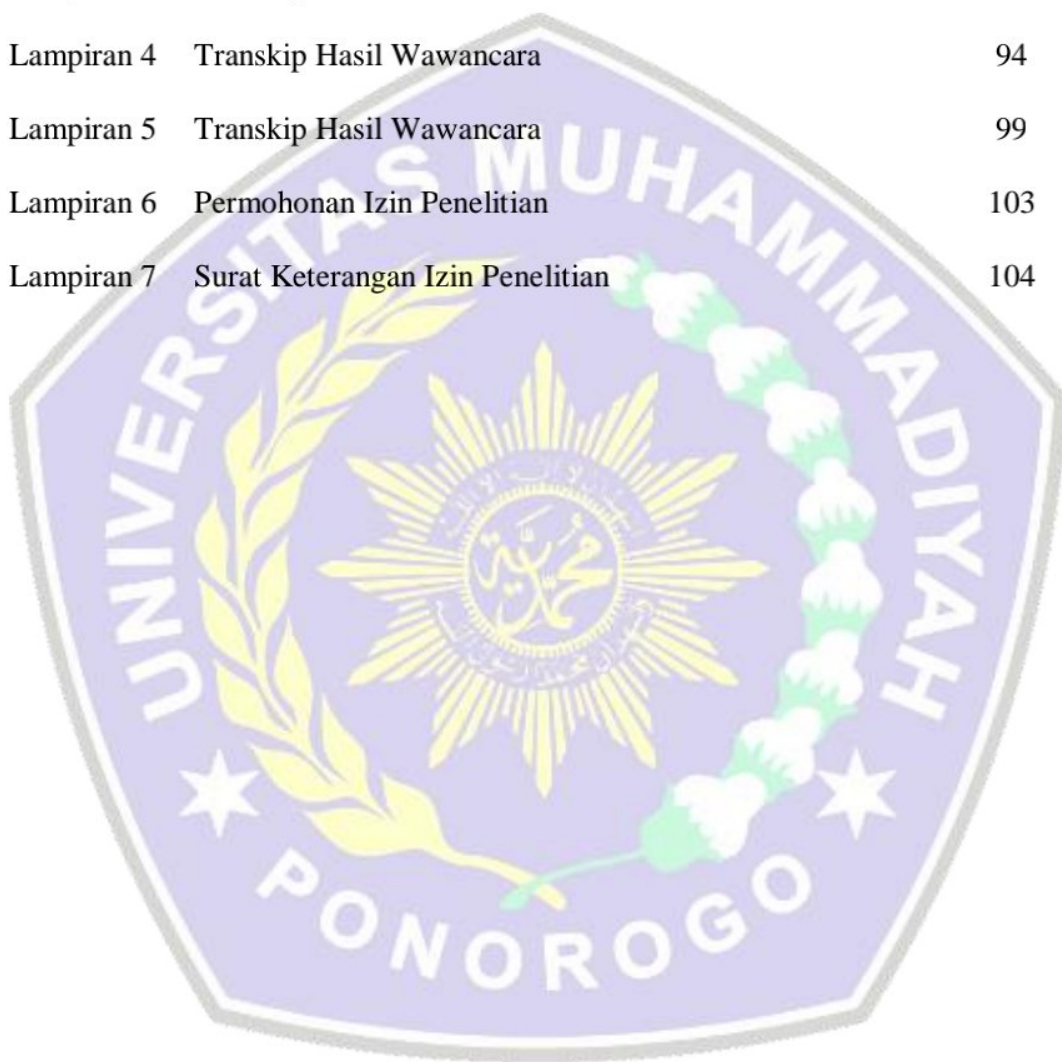 Lampiran 4 Transkip Hasil Wawancara 94
Lampiran 5 Transkip Hasil Wawancara 99
Lampiran 6 Permohonan Izin Penelitian 103
Lampiran 7 Surat Keterangan Izin Penelitian 104
UNIVERSITAS MUHAMMADIYAH
PONOROGO
محمدية